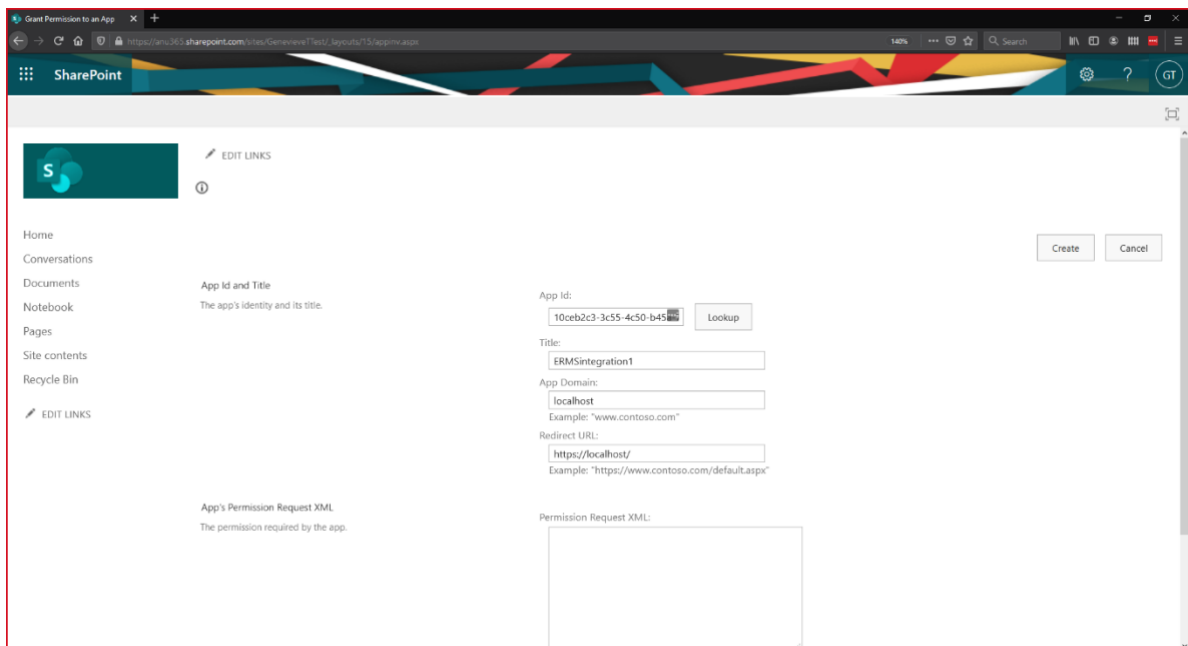 Grant Permission to an App
https://anu365.sharepoint.com/sites/GenevieveTTest/_layouts/15/appinv.aspx
140%
Search
SharePoint
?
GT
S
EDIT LINKS
Home
Conversations
Documents
Notebook
Pages
Site contents
Recycle Bin
EDIT LINKS
Create
Cancel
App Id and Title
The app's identity and its title.
App Id:
10ceb2c3-3c55-4c50-b45
Lookup
Title:
ERMSintegration1
App Domain:
localhost
Example: "www.contoso.com"
Redirect URL:
https://localhost/
Example: "https://www.contoso.com/default.aspx"
App's Permission Request XML
The permission required by the app.
Permission Request XML: